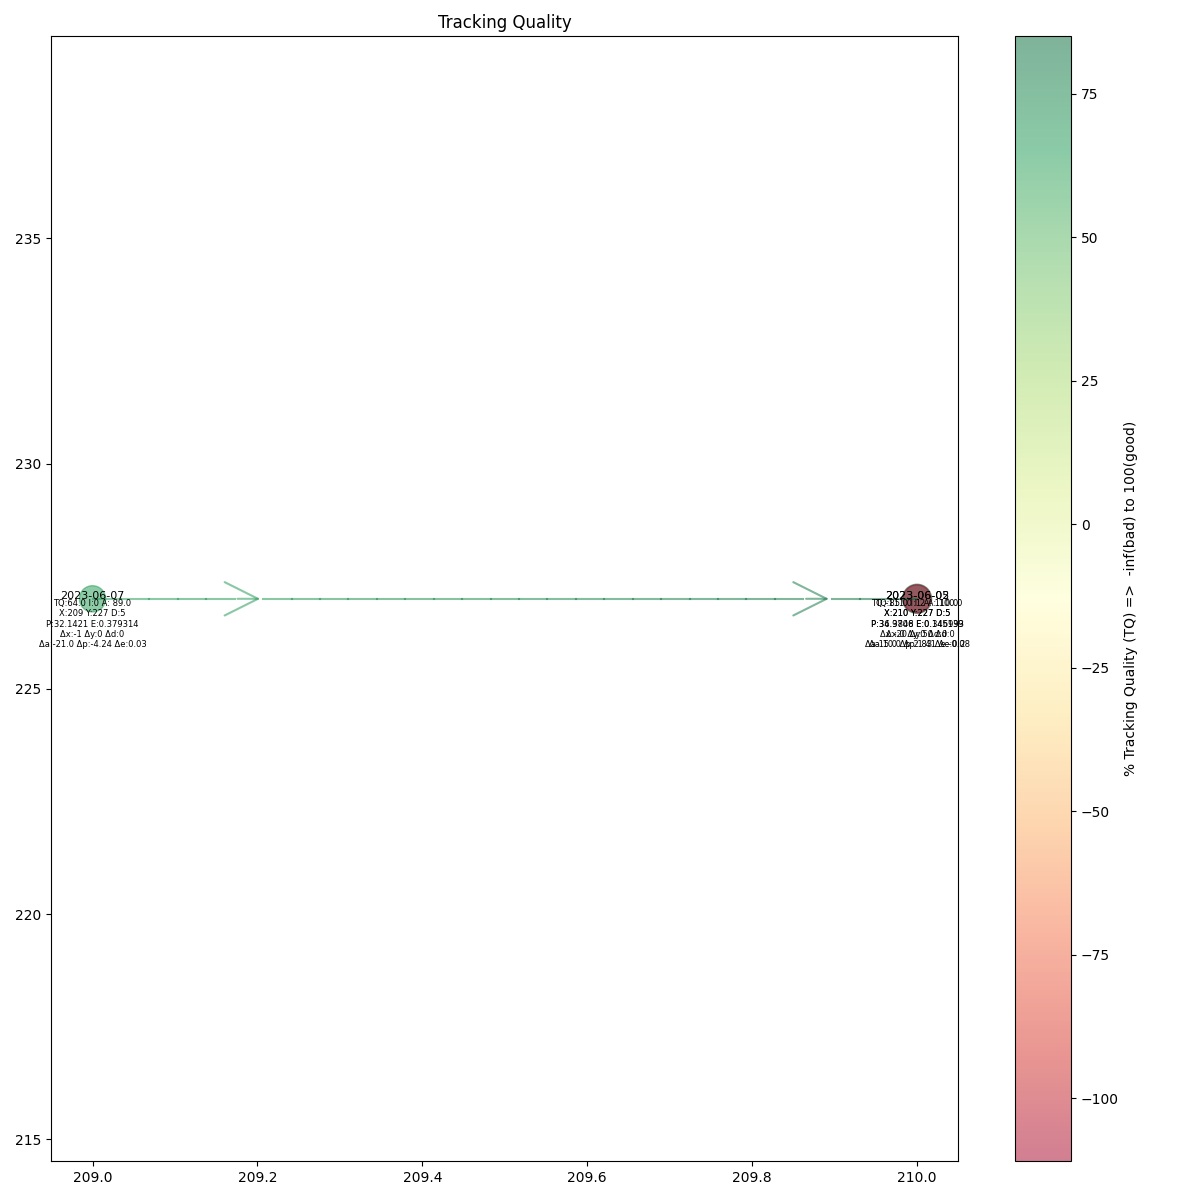 Tracking Quality
235
230
225
220
215
209.0
209.2
209.4
209.6
209.8
210.0
2023-06-07
TQ:64.0 I:0 A: 89.0
X:209 Y:227 D:5
P:32.1421 E:0.379314
Δx:-1 Δy:0 Δd:0
Δa:-21.0 Δp:-4.24 Δe:0.03
X:210 Y:227 D:5
75
50
25
0
−25
−50
−75
−100
% Tracking Quality (TQ) => -inf(bad) to 100(good)